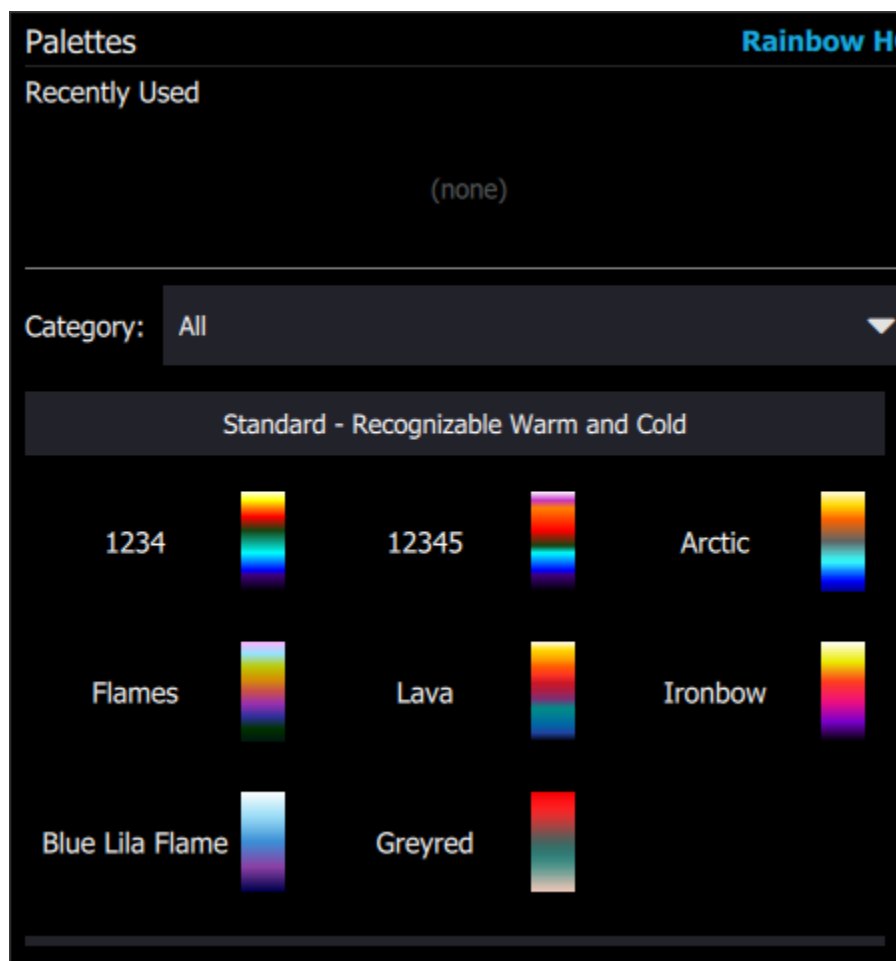 Palettes
Rainbow
Recently Used
(none)
Category: All
Standard - Recognizable Warm and Cold
1234 12345 Arctic
Flames Lava Ironbow
Blue Lila Flame Greyred